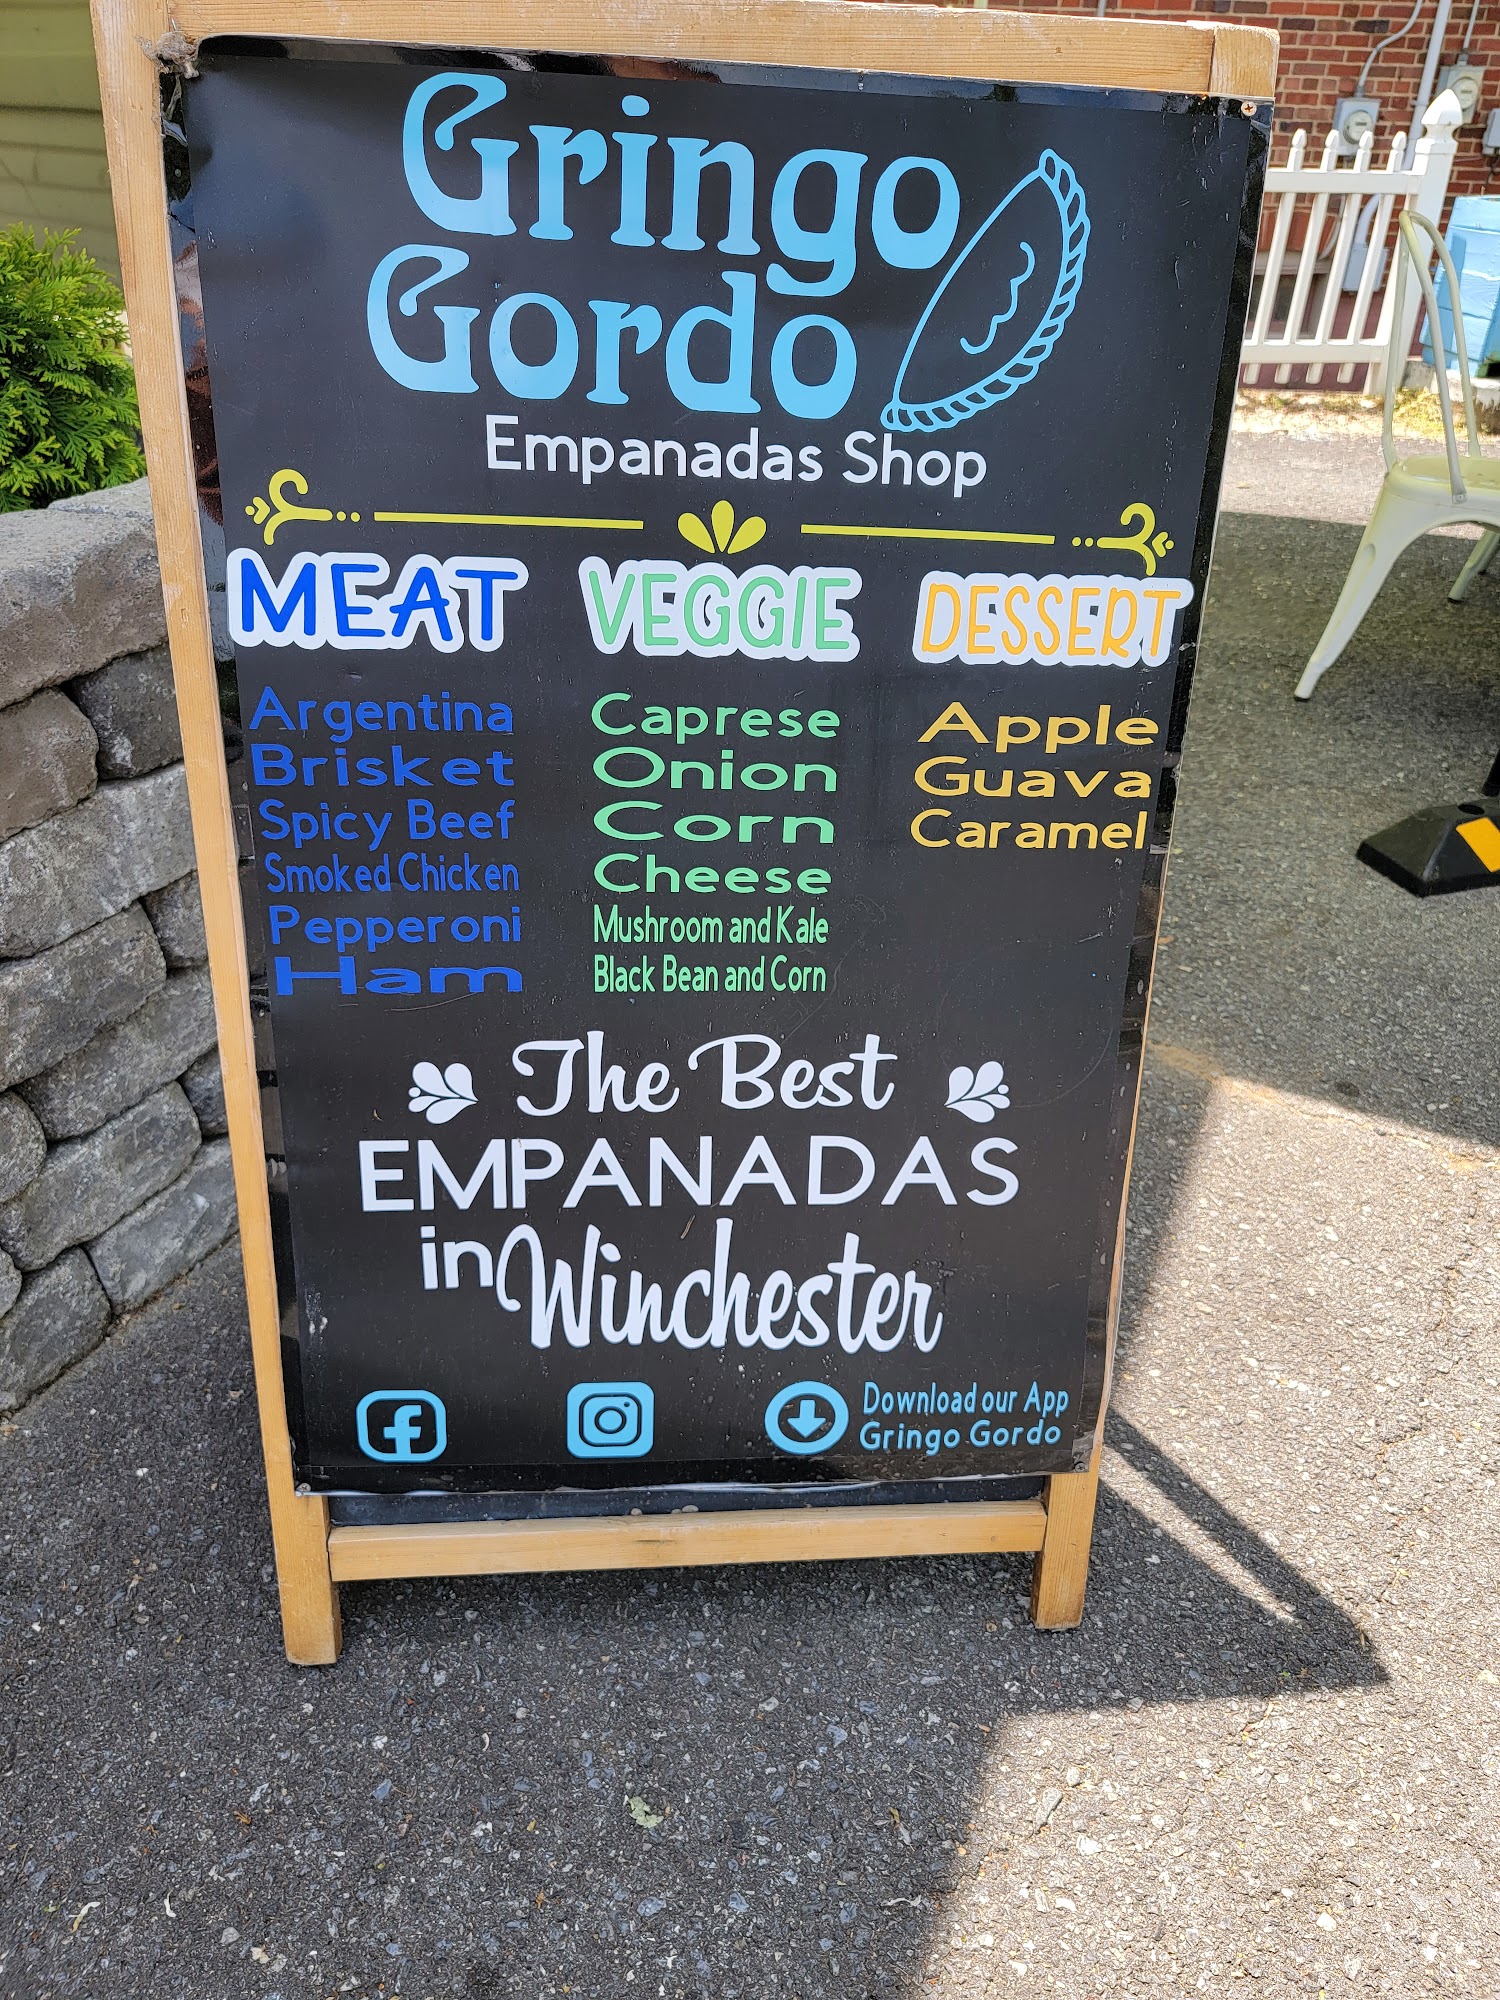 Gringo
Gordo
Empanadas Shop
MEAT VEGGIE DESSERT
Argentina Caprese Apple
Brisket Onion Guava
Spicy Beef Corn Caramel
Smoked Chicken Cheese
Pepperoni Mushroom and Kale
Ham Black Bean and Corn
The Best
EMPANADAS
in Winchester
Download our App
Gringo Gordo